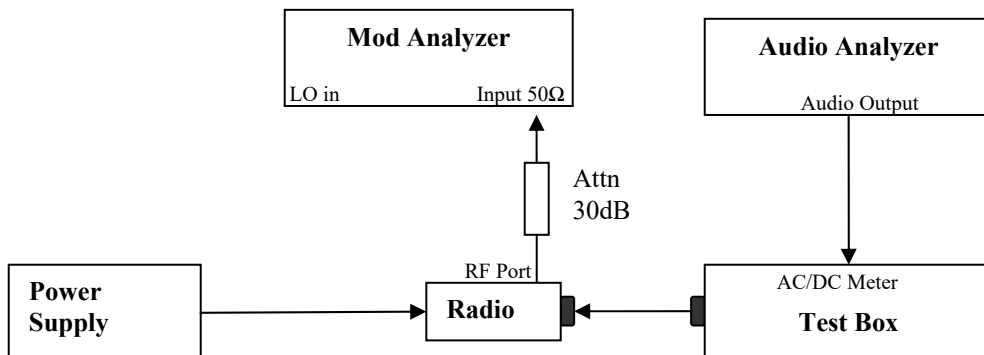 Mod Analyzer
LO in
Input 50Ω
Audio Analyzer
Audio Output
Attn
30dB
RF Port
Power
Supply
Radio
AC/DC Meter
Test Box